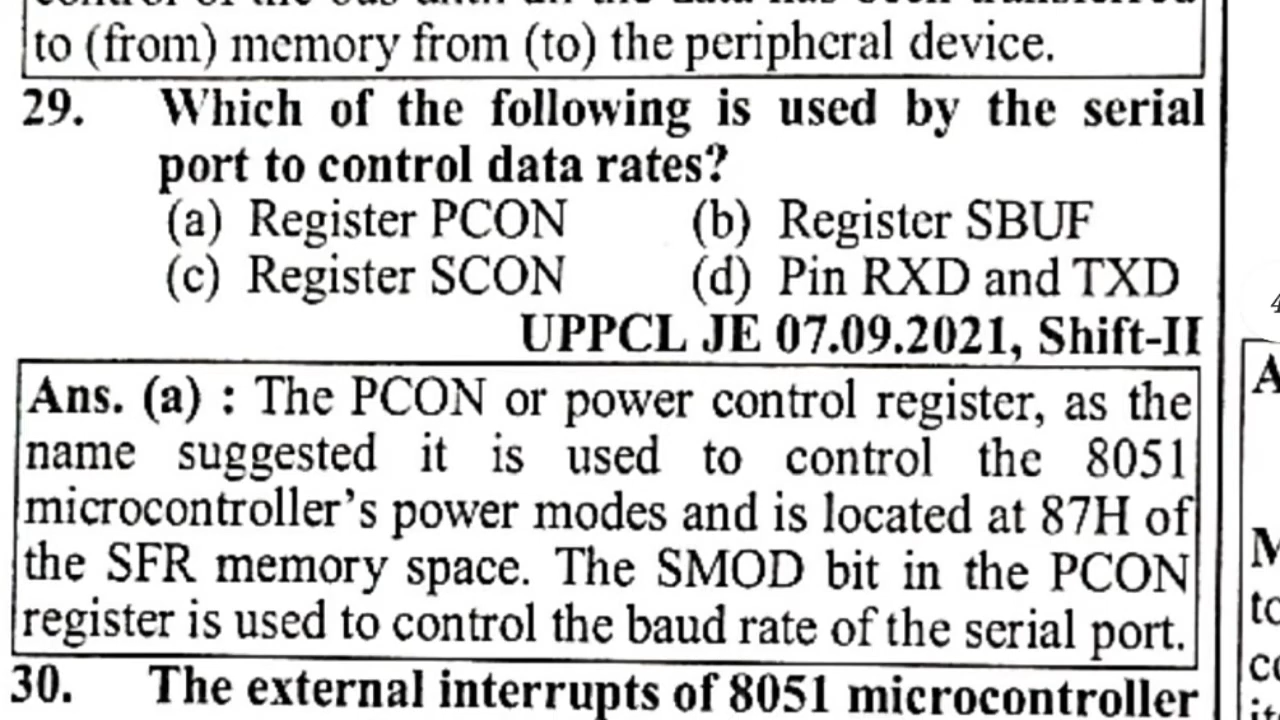 to (from) memory from (to) the peripheral device.
29. Which of the following is used by the serial
port to control data rates?
(a) Register PCON (b) Register SBUF
(c) Register SCON (d) Pin RXD and TXD
UPPCL JE 07.09.2021, Shift-II
Ans. (a) : The PCON or power control register, as the
name suggested it is used to control the 8051
microcontroller's power modes and is located at 87H of
the SFR memory space. The SMOD bit in the PCON
register is used to control the baud rate of the serial port.
30. The external interrupts of 8051 microcontroller